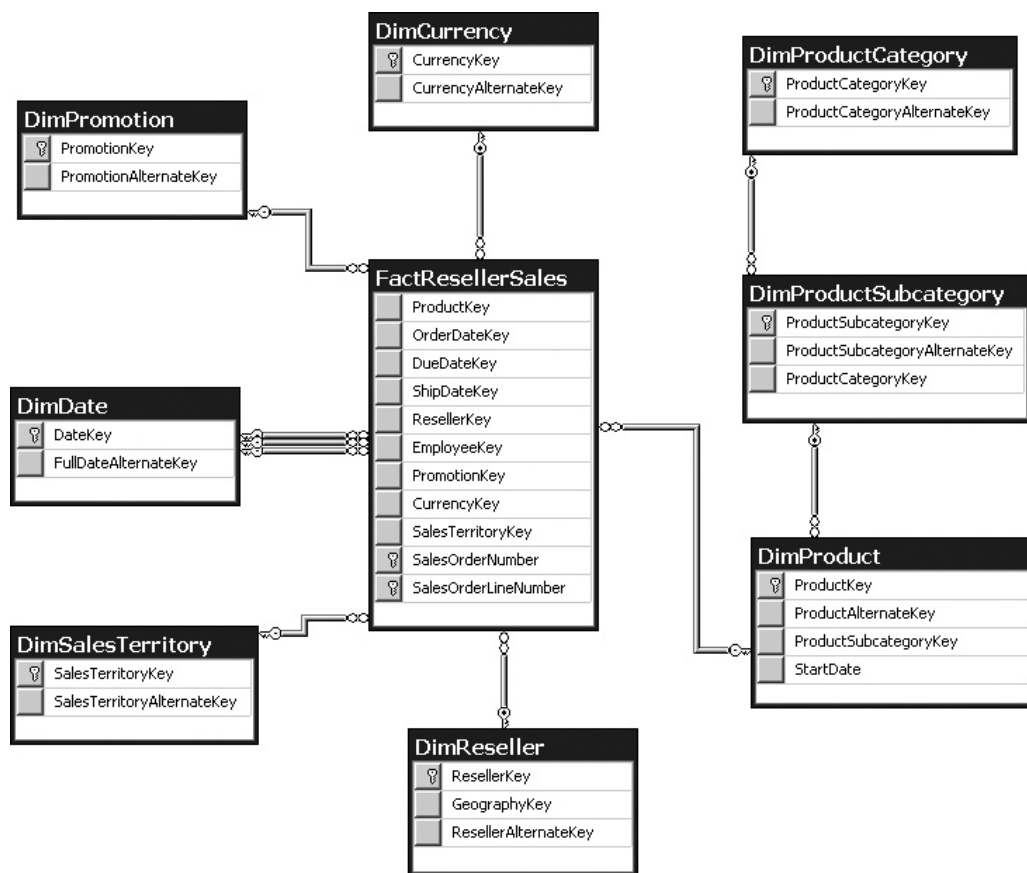 DimCurrency
CurrencyKey
CurrencyAlternateKey
DimProductCategory
ProductCategoryKey
ProductCategoryAlternateKey
DimPromotion
PromotionKey
PromotionAlternateKey
FactResellerSales
ProductKey
OrderDateKey
DueDateKey
ShipDateKey
ResellerKey
EmployeeKey
PromotionKey
CurrencyKey
SalesTerritoryKey
SalesOrderNumber
SalesOrderLineNumber
DimProductSubcategory
ProductSubcategoryKey
ProductSubcategoryAlternateKey
ProductCategoryKey
DimDate
DateKey
FullDateAlternateKey
DimProduct
ProductKey
ProductAlternateKey
ProductSubcategoryKey
StartDate
DimSalesTerritory
SalesTerritoryKey
SalesTerritoryAlternateKey
DimReseller
ResellerKey
GeographyKey
ResellerAlternateKey